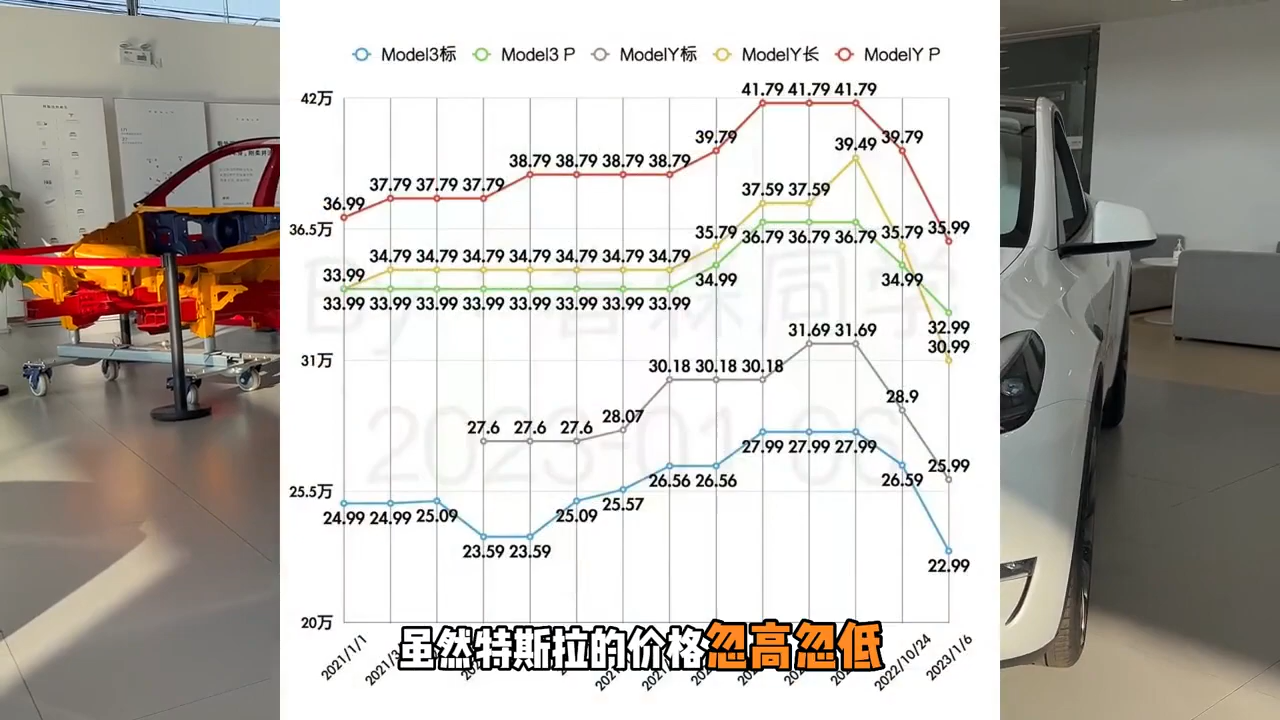 Model3标 Model3 P ModelY标 ModelY长 ModelY P
42万
41.79 41.79 41.79
39.79 39.49 39.79
38.79 38.79 38.79 38.79
37.79 37.79 37.79
37.59 37.59
36.99
36.5万
36.79 36.79 36.79
35.79 35.79 35.99
34.79 34.79 34.79 34.79 34.79 34.79 34.79
34.99 34.99
33.99
33.99 33.99 33.99 33.99 33.99 33.99 33.99 33.99
32.99
30.99
31万
31.69 31.69
30.18 30.18 30.18
28.9
27.6 27.6 27.6 28.07
27.99 27.99 27.99
26.56 26.56 26.59
25.99
25.5万
24.99 24.99 25.09 25.09 25.57
23.59 23.59
22.99
20万
2021/1/1 2022/10/24 2023/1/6
虽然特斯拉的价格忽高忽低